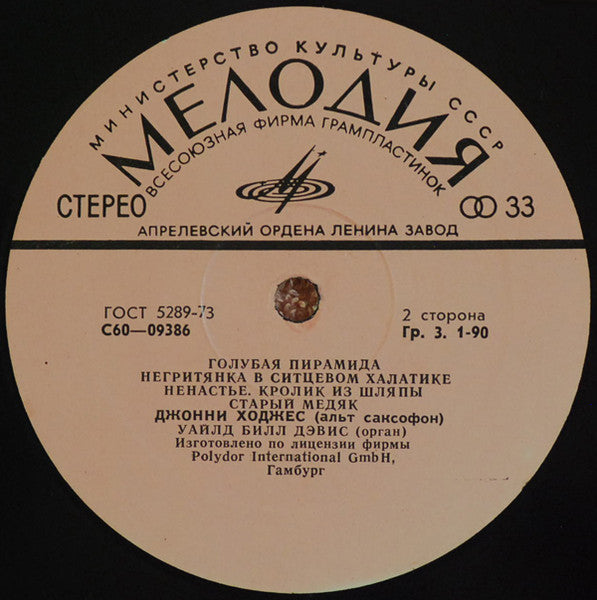 МИНИСТЕРСТВО КУЛЬТУРЫ СССР
МЕЛОДИЯ
ВСЕСОЮЗНАЯ ФИРМА ГРАМПЛАСТИНОК
СТЕРЕО
33
АПРЕЛЕВСКИЙ ОРДЕНА ЛЕНИНА ЗАВОД
ГОСТ 5289-73
С60—09386
2 сторона
Гр. 3. 1-90
ГОЛУБАЯ ПИРАМИДА
НЕГРИТЯНКА В СИТЦЕВОМ ХАЛАТИКЕ
НЕНАСТЬЕ. КРОЛИК ИЗ ШЛЯПЫ
СТАРЫЙ МЕДЯК
ДЖОННИ ХОДЖЕС (альт саксофон)
УАЙЛД БИЛЛ ДЭВИС (орган)
Изготовлено по лицензии фирмы
Polydor International GmbH,
Гамбург